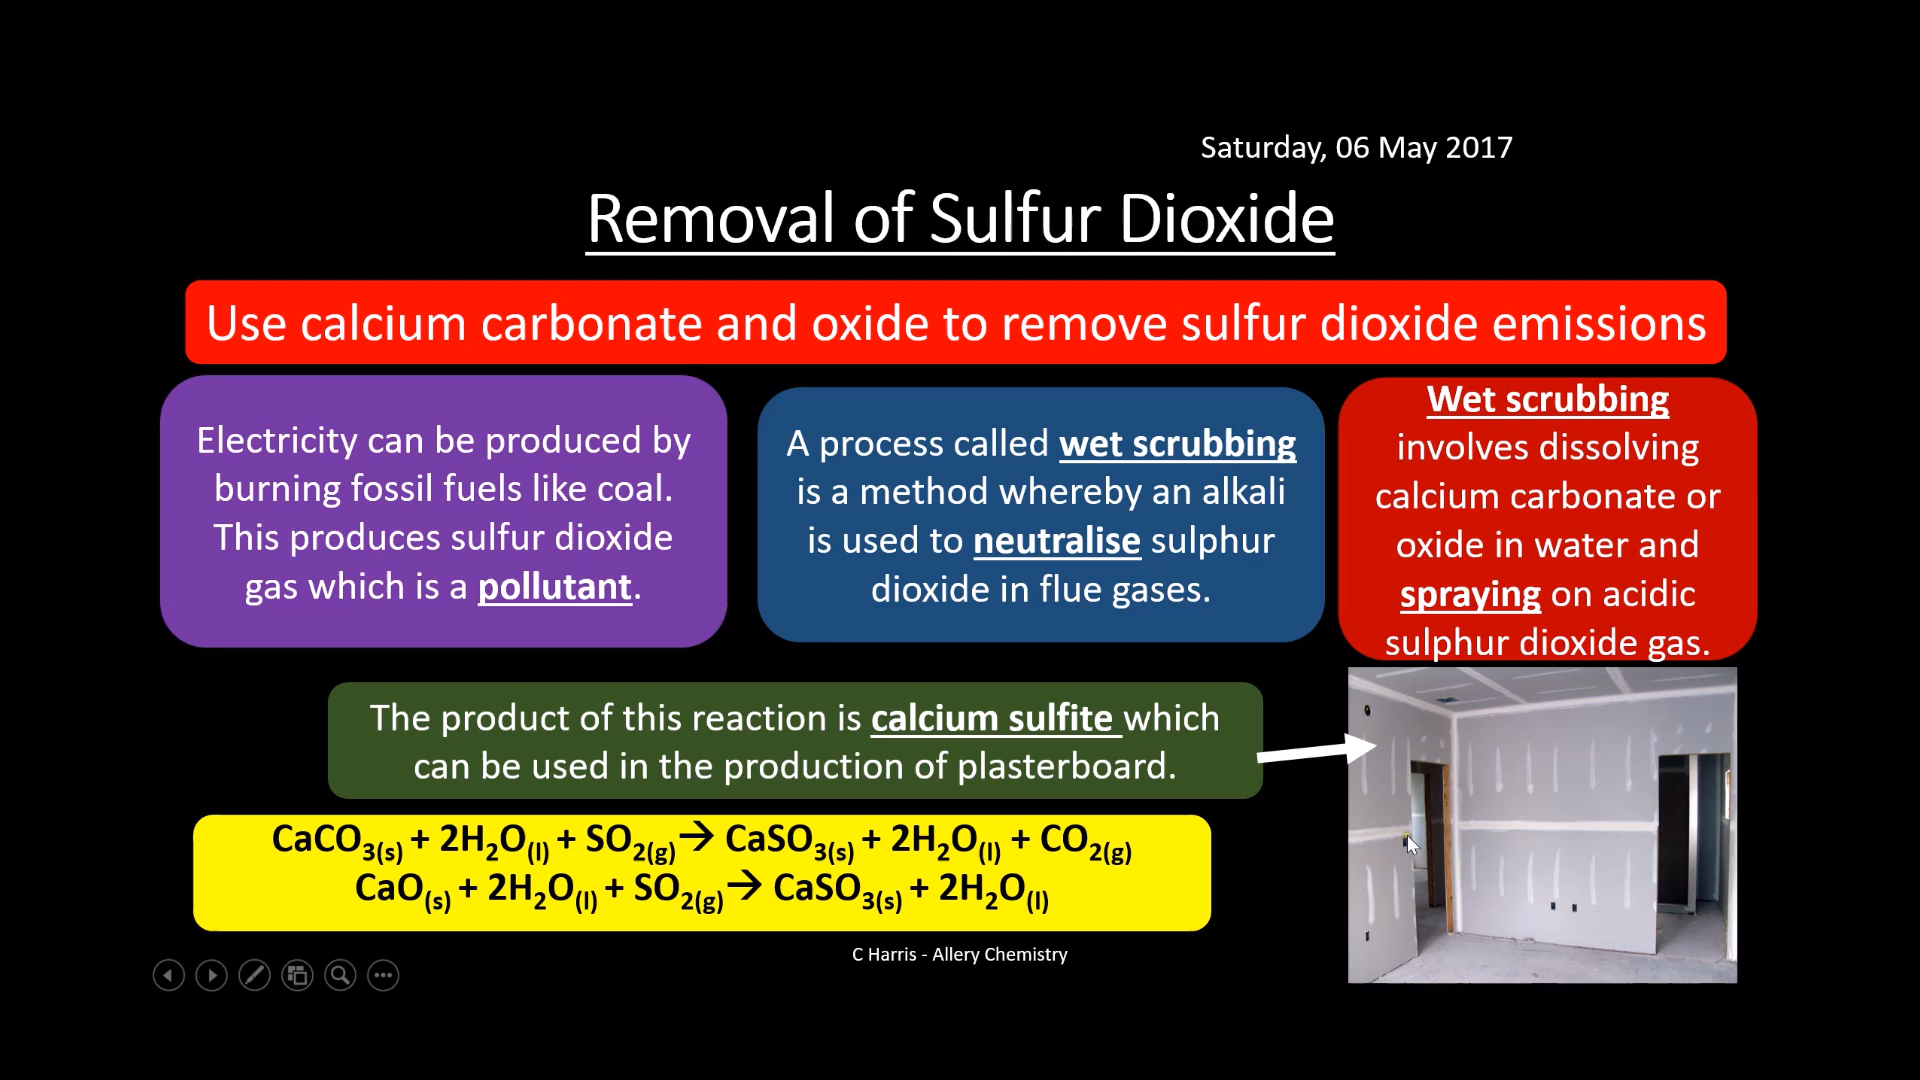 Saturday, 06 May 2017
Removal of Sulfur Dioxide
Use calcium carbonate and oxide to remove sulfur dioxide emissions
Electricity can be produced by
burning fossil fuels like coal.
This produces sulfur dioxide
gas which is a pollutant.
A process called wet scrubbing
is a method whereby an alkali
is used to neutralise sulphur
dioxide in flue gases.
Wet scrubbing
involves dissolving
calcium carbonate or
oxide in water and
spraying on acidic
sulphur dioxide gas.
The product of this reaction is calcium sulfite which
can be used in the production of plasterboard.
CaCO₃(s) + 2H₂O(l) + SO₂(g) → CaSO₃(s) + 2H₂O(l) + CO₂(g)
CaO(s) + 2H₂O(l) + SO₂(g) → CaSO₃(s) + 2H₂O(l)
C Harris - Allery Chemistry